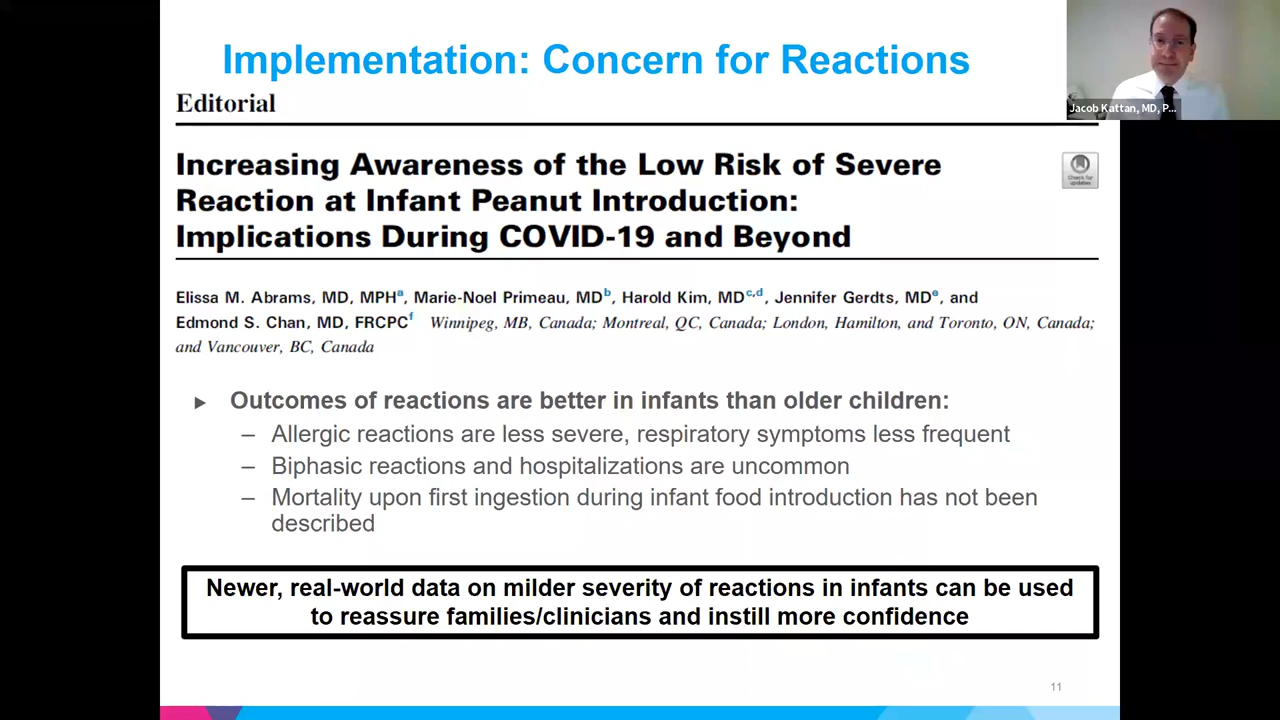 Implementation: Concern for Reactions
Jacob Kattan, MD, P...
Editorial
Increasing Awareness of the Low Risk of Severe
Reaction at Infant Peanut Introduction:
Implications During COVID-19 and Beyond
Check for
updates
Elissa M. Abrams, MD, MPHᵃ, Marie-Noel Primeau, MDᵇ, Harold Kim, MDᶜ,ᵈ, Jennifer Gerdts, MDᵉ, and
Edmond S. Chan, MD, FRCPCᶠ Winnipeg, MB, Canada; Montreal, QC, Canada; London, Hamilton, and Toronto, ON, Canada;
and Vancouver, BC, Canada
▸ Outcomes of reactions are better in infants than older children:
– Allergic reactions are less severe, respiratory symptoms less frequent
– Biphasic reactions and hospitalizations are uncommon
– Mortality upon first ingestion during infant food introduction has not been
described
Newer, real-world data on milder severity of reactions in infants can be used
to reassure families/clinicians and instill more confidence
11